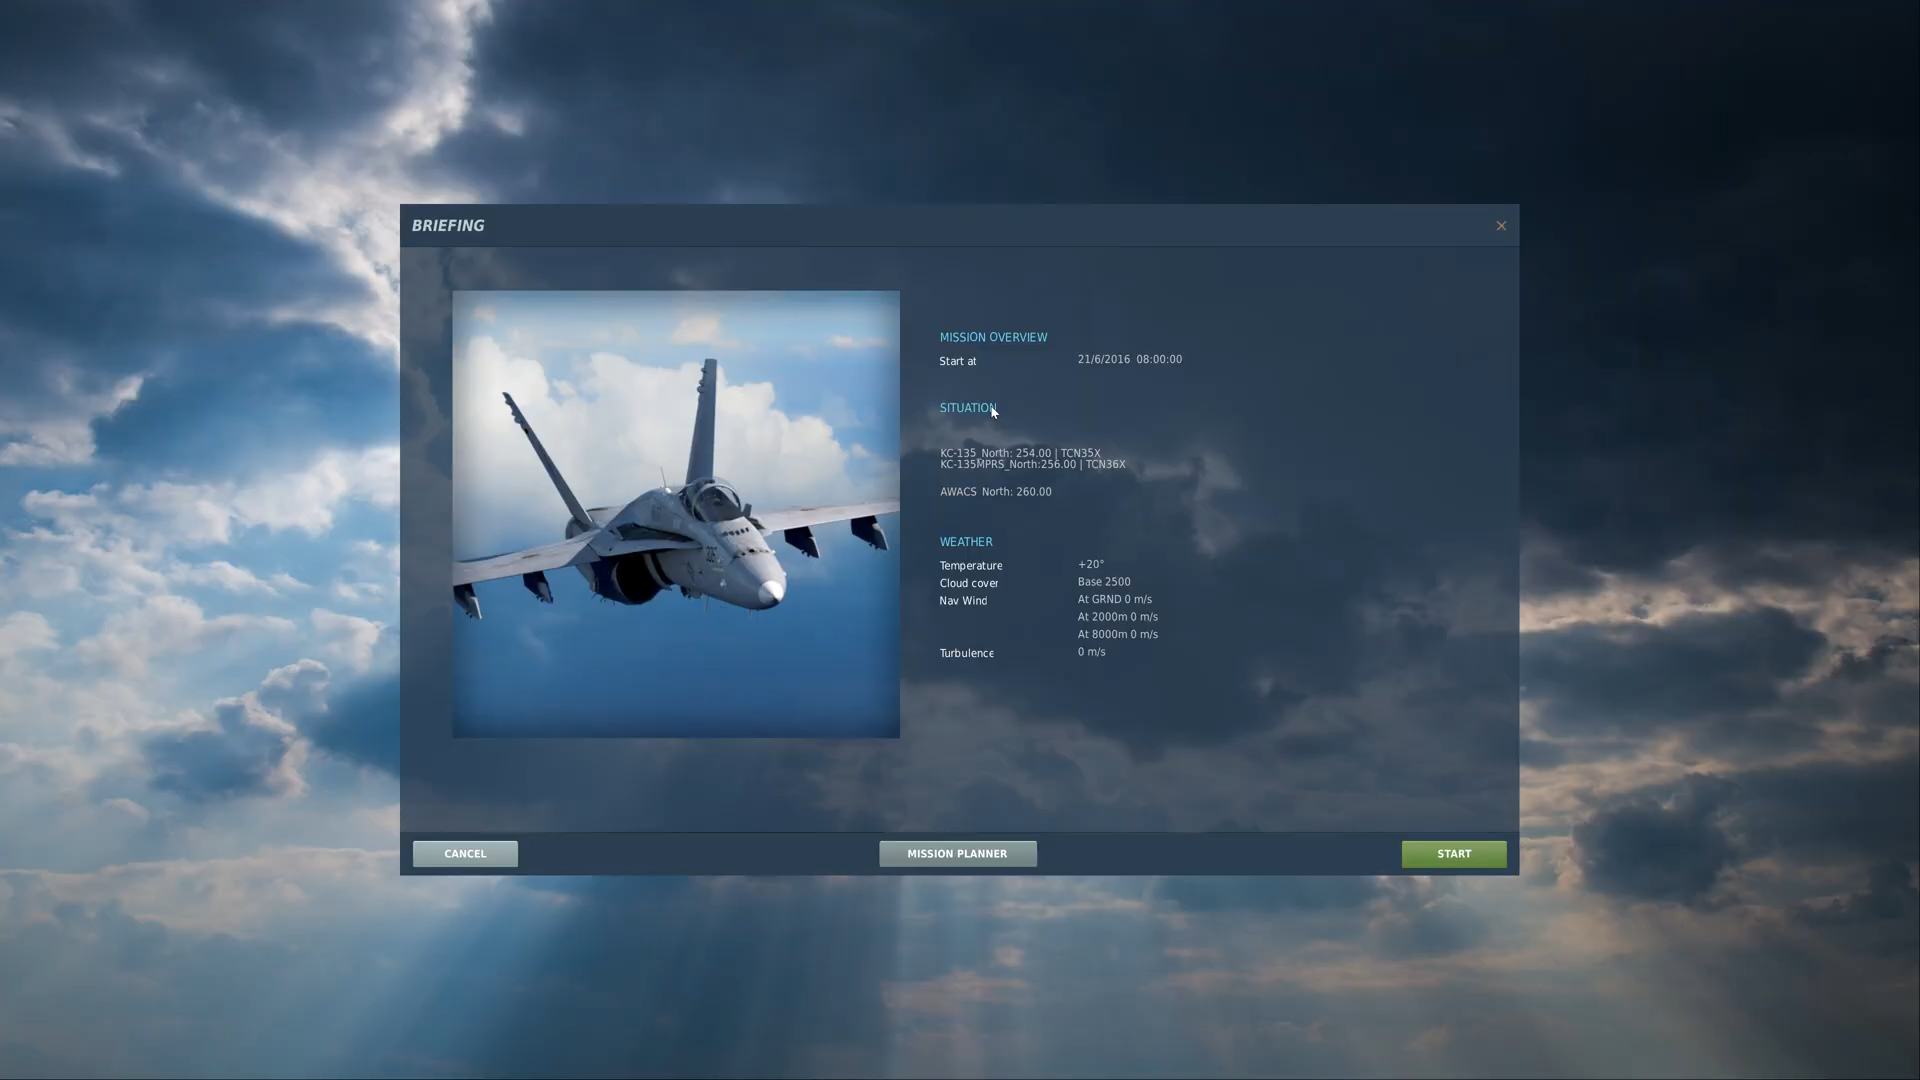 BRIEFING
MISSION OVERVIEW
Start at 21/6/2016 08:00:00
SITUATION
KC-135_North: 254.00 | TCN35X
KC-135MPRS_North:256.00 | TCN36X
AWACS_North: 260.00
WEATHER
Temperature +20°
Cloud cover Base 2500
Nav Wind At GRND 0 m/s
At 2000m 0 m/s
At 8000m 0 m/s
Turbulence 0 m/s
CANCEL MISSION PLANNER START